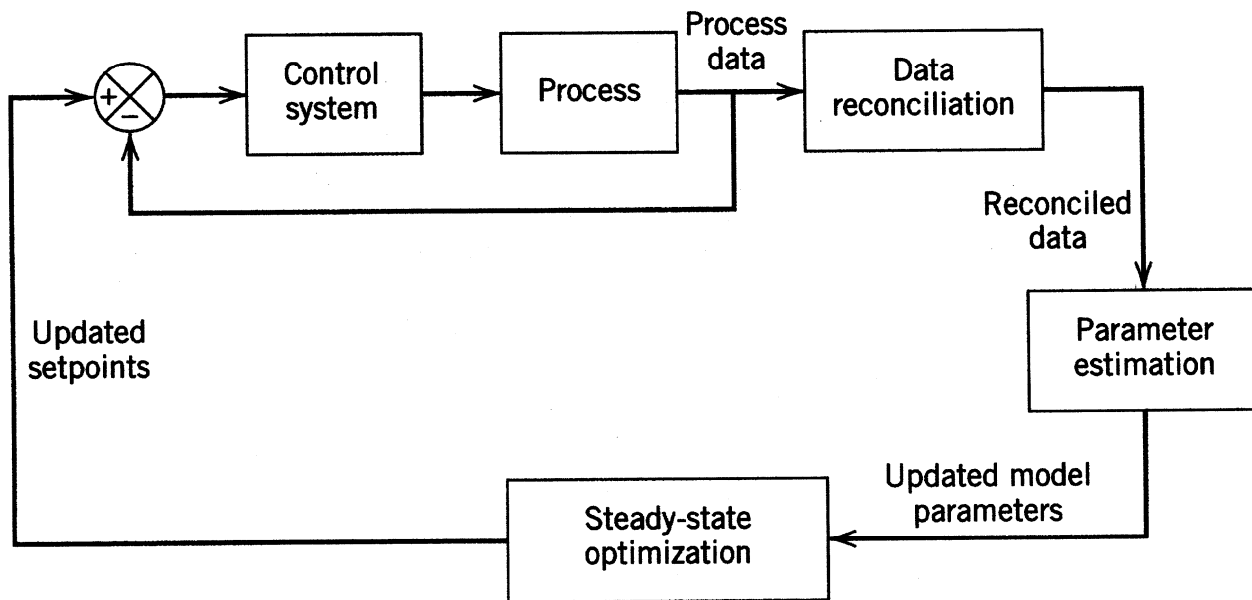 Process
data
Control
system
Process
Data
reconciliation
+
−
Reconciled
data
Updated
setpoints
Parameter
estimation
Updated model
parameters
Steady-state
optimization